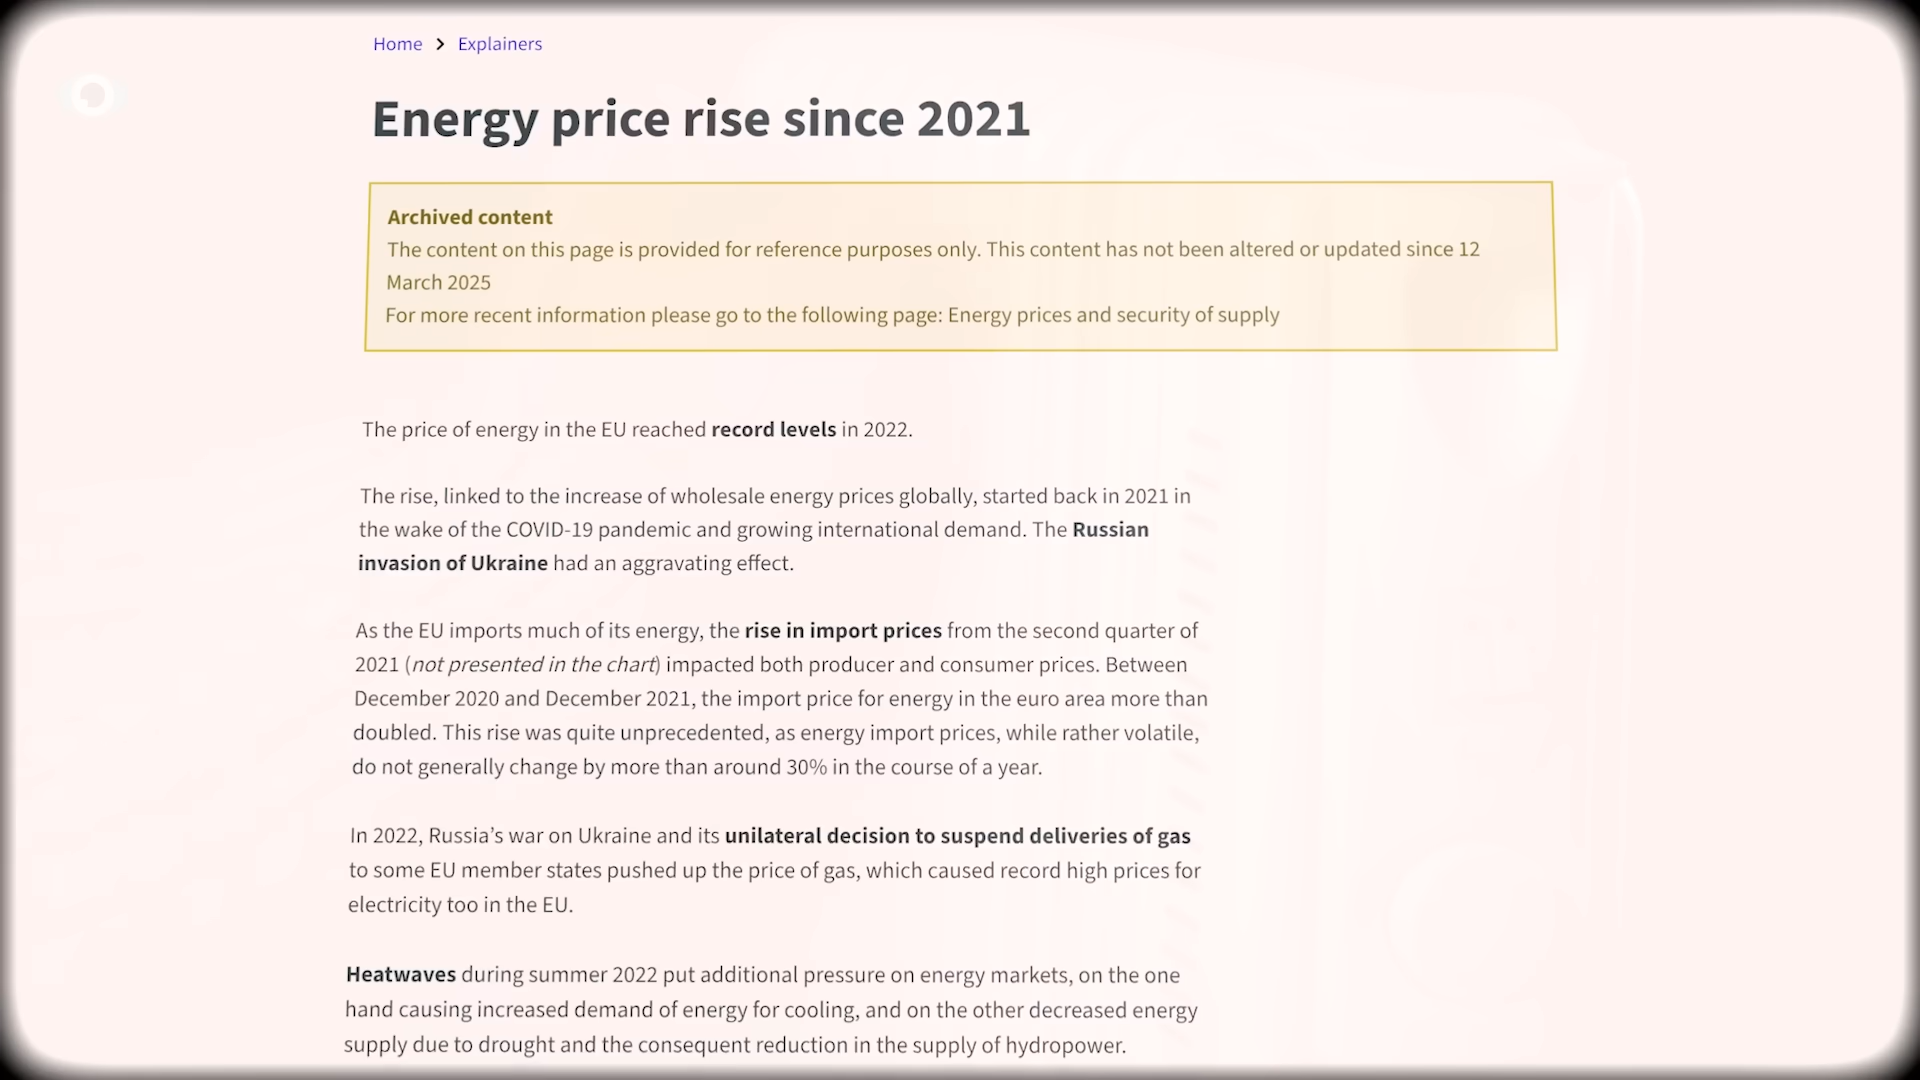 Home > Explainers
Energy price rise since 2021
Archived content
The content on this page is provided for reference purposes only. This content has not been altered or updated since 12
March 2025
For more recent information please go to the following page: Energy prices and security of supply
The price of energy in the EU reached record levels in 2022.
The rise, linked to the increase of wholesale energy prices globally, started back in 2021 in
the wake of the COVID-19 pandemic and growing international demand. The Russian
invasion of Ukraine had an aggravating effect.
As the EU imports much of its energy, the rise in import prices from the second quarter of
2021 (not presented in the chart) impacted both producer and consumer prices. Between
December 2020 and December 2021, the import price for energy in the euro area more than
doubled. This rise was quite unprecedented, as energy import prices, while rather volatile,
do not generally change by more than around 30% in the course of a year.
In 2022, Russia’s war on Ukraine and its unilateral decision to suspend deliveries of gas
to some EU member states pushed up the price of gas, which caused record high prices for
electricity too in the EU.
Heatwaves during summer 2022 put additional pressure on energy markets, on the one
hand causing increased demand of energy for cooling, and on the other decreased energy
supply due to drought and the consequent reduction in the supply of hydropower.